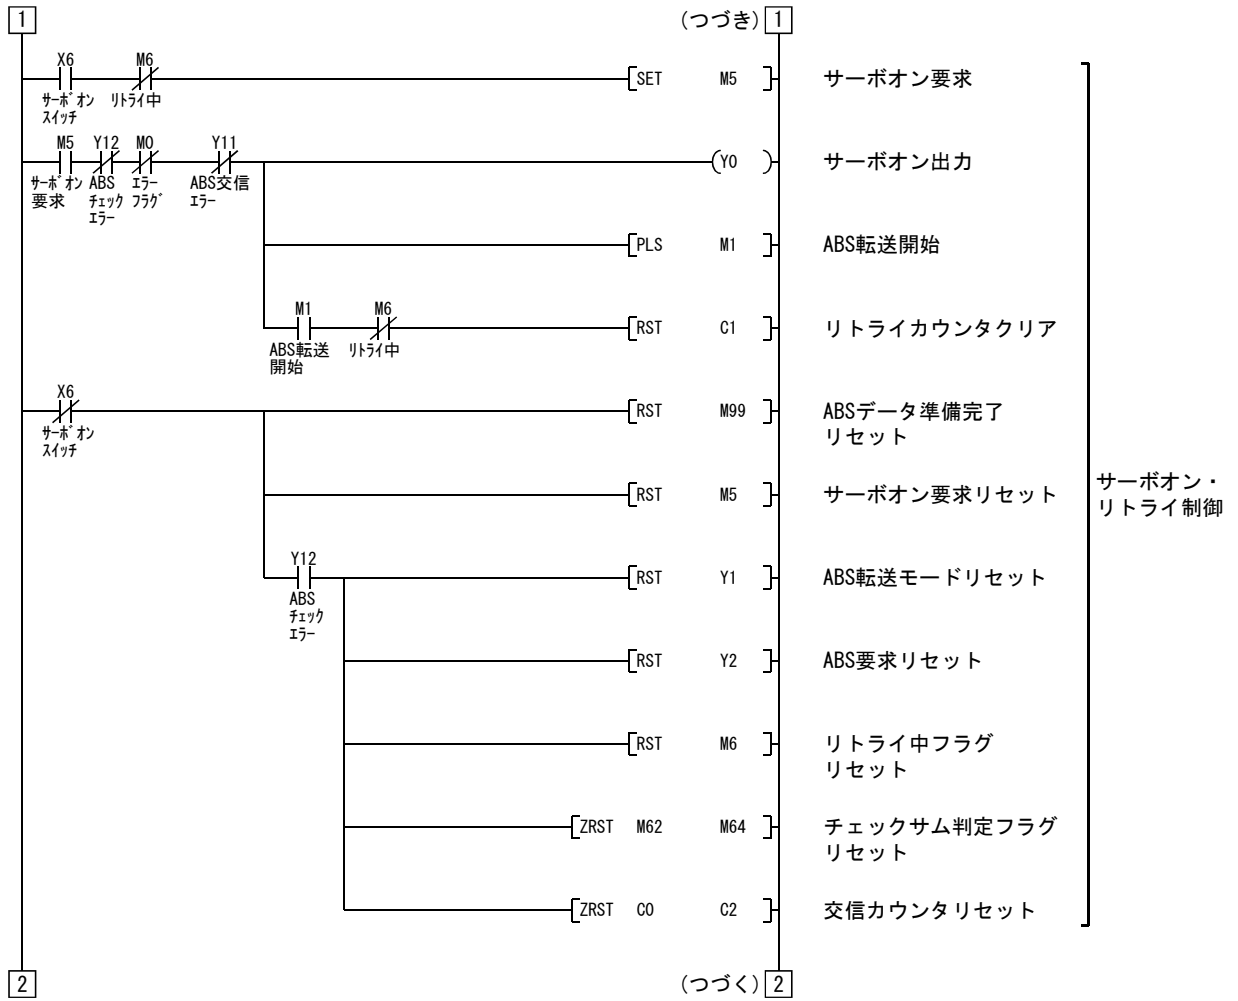 1 (つづき) 1
X6 M6
SET M5 サーボオン要求
サーボオン リトライ中
スイッチ
M5 Y12 M0 Y11
Y0 サーボオン出力
サーボオン ABS エラー ABS交信
要求 チェック フラグ エラー
エラー
PLS M1 ABS転送開始
M1 M6
RST C1 リトライカウンタクリア
ABS転送 リトライ中
開始
X6
RST M99 ABSデータ準備完了
リセット
サーボオン
スイッチ
サーボオン・
リトライ制御
RST M5 サーボオン要求リセット
Y12
RST Y1 ABS転送モードリセット
ABS
チェック
エラー
RST Y2 ABS要求リセット
RST M6 リトライ中フラグ
リセット
ZRST M62 M64 チェックサム判定フラグ
リセット
ZRST C0 C2 交信カウンタリセット
2 (つづく) 2